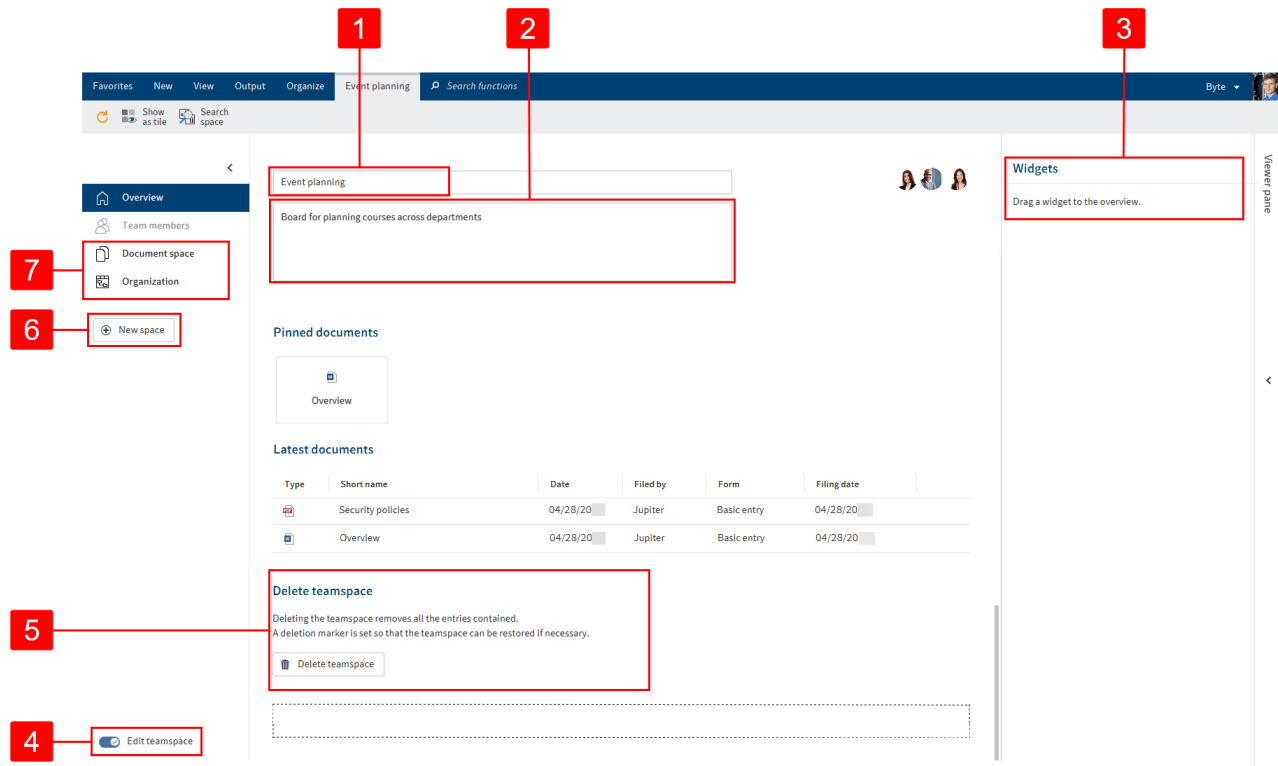 1
2
3
Favorites New View Output Organize Event planning Search functions Byte
Show as tile
Search space
Viewer pane
Event planning
Widgets
Overview
Drag a widget to the overview.
Team members
Board for planning courses across departments
7
Document space
Organization
6
New space
Pinned documents
Overview
Latest documents
Type Short name Date Filed by Form Filing date
Security policies 04/28/20 Jupiter Basic entry 04/28/20
Overview 04/28/20 Jupiter Basic entry 04/28/20
Delete teamspace
5
Deleting the teamspace removes all the entries contained.
A deletion marker is set so that the teamspace can be restored if necessary.
Delete teamspace
4
Edit teamspace